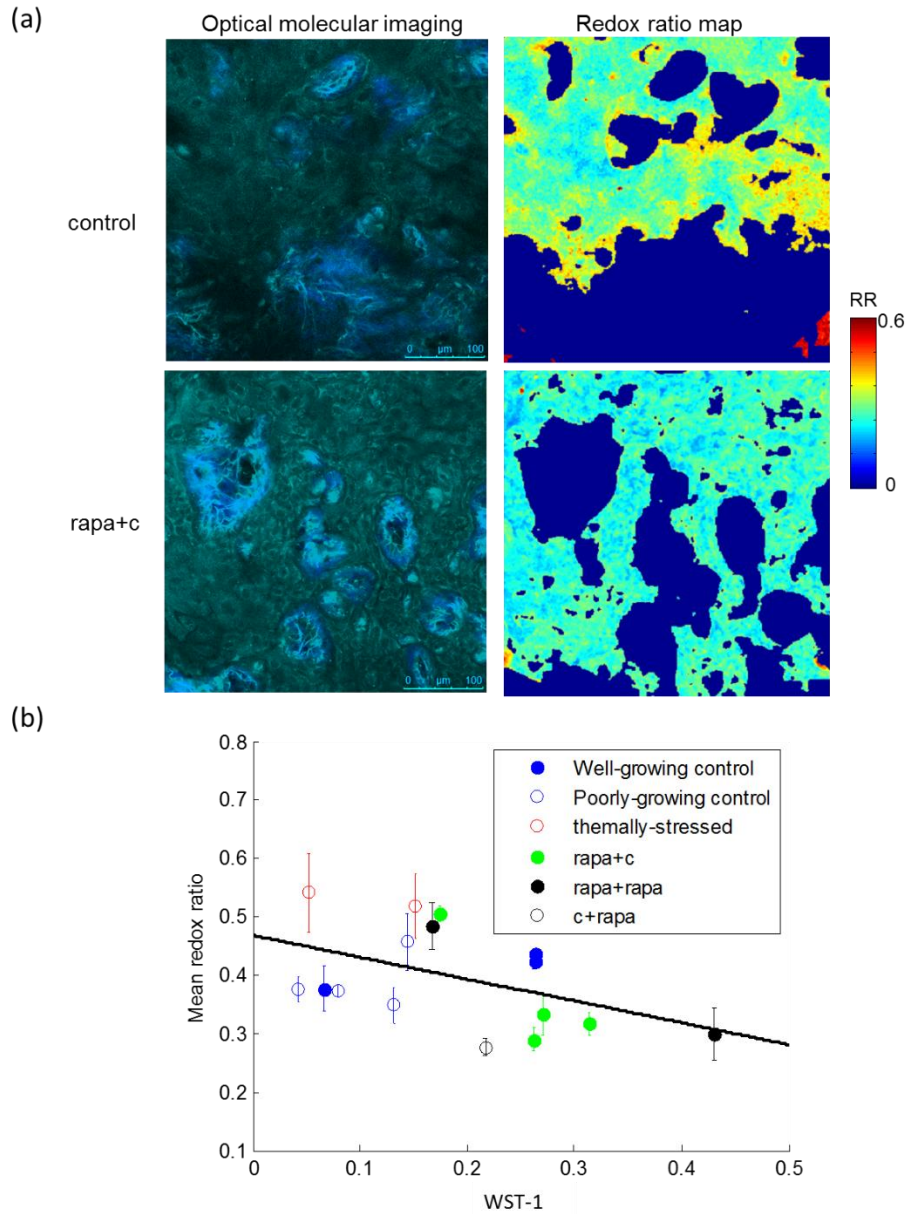 (a)
Optical molecular imaging
Redox ratio map
control
0 µm 100
RR
0.6
0
rapa+c
0 µm 100
(b)
0.8
0.7
0.6
0.5
0.4
0.3
0.2
0.1
Mean redox ratio
Well-growing control
Poorly-growing control
themally-stressed
rapa+c
rapa+rapa
c+rapa
0 0.1 0.2 0.3 0.4 0.5
WST-1